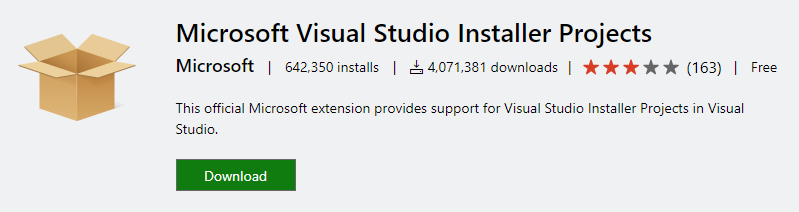 Microsoft Visual Studio Installer Projects
Microsoft | 642,350 installs | 4,071,381 downloads | (163) | Free
This official Microsoft extension provides support for Visual Studio Installer Projects in Visual
Studio.
Download